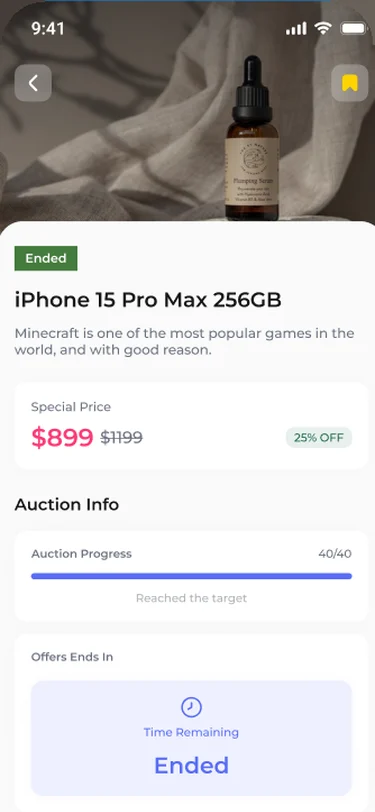 9:41
Plumping Serum
Ended
iPhone 15 Pro Max 256GB
Minecraft is one of the most popular games in the
world, and with good reason.
Special Price
$899 $1199 25% OFF
Auction Info
Auction Progress 40/40
Reached the target
Offers Ends In
Time Remaining
Ended